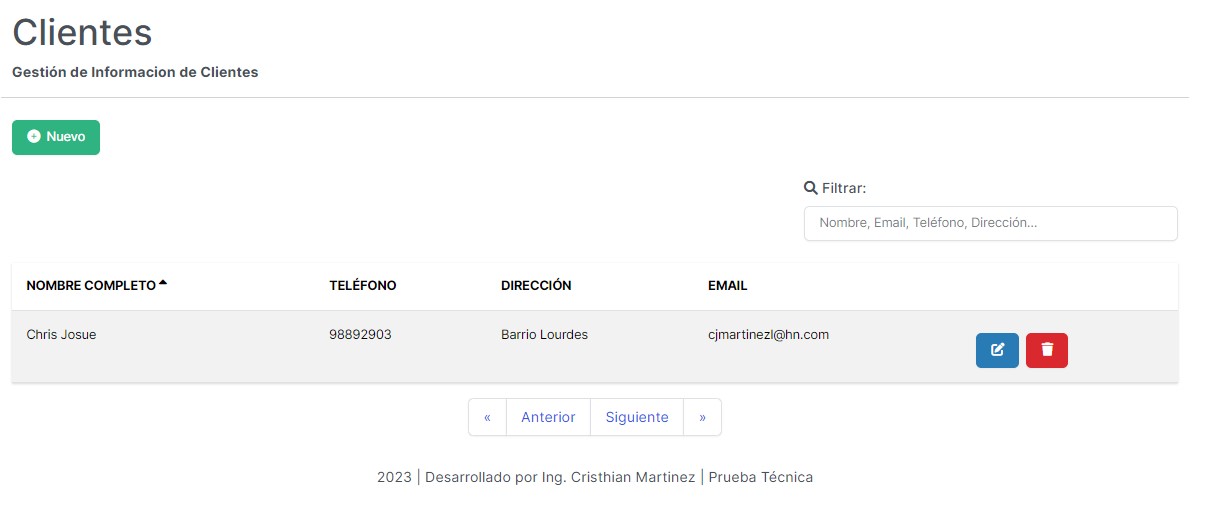 Clientes
Gestión de Informacion de Clientes
Nuevo
Filtrar:
Nombre, Email, Teléfono, Dirección...
NOMBRE COMPLETO TELÉFONO DIRECCIÓN EMAIL
Chris Josue 98892903 Barrio Lourdes cjmartinezl@hn.com
« Anterior Siguiente »
2023 | Desarrollado por Ing. Cristhian Martinez | Prueba Técnica